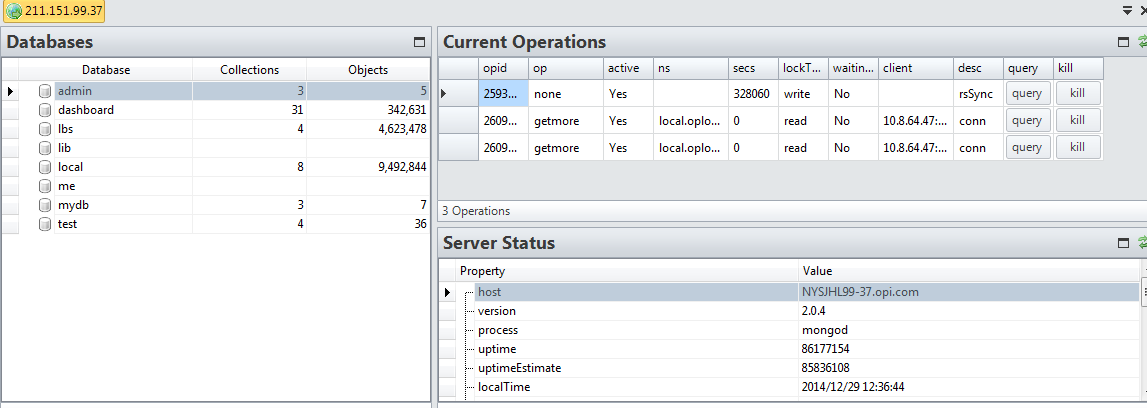 211.151.99.37
Databases
Database Collections Objects
admin 3 5
dashboard 31 342,631
lbs 4 4,623,478
lib
local 8 9,492,844
me
mydb 3 7
test 4 36
Current Operations
opid op active ns secs lockT... waitin... client desc query kill
2593... none Yes 328060 write No rsSync query kill
2609... getmore Yes local.oplo... 0 read No 10.8.64.47:... conn query kill
2609... getmore Yes local.oplo... 0 read No 10.8.64.47:... conn query kill
3 Operations
Server Status
Property Value
host NYSJHL99-37.opi.com
version 2.0.4
process mongod
uptime 86177154
uptimeEstimate 85836108
localTime 2014/12/29 12:36:44